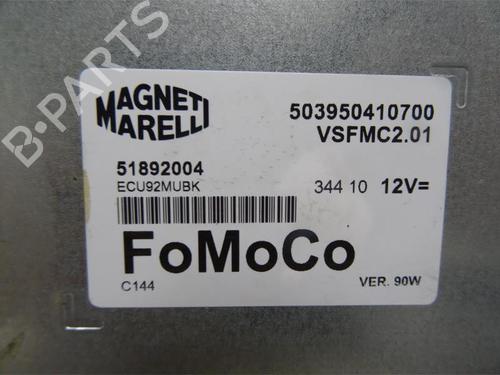 B-PARTS
MAGNETI
MARELLI
503950410700
VSFMC2.01
51892004
ECU92MUBK
344 10 12V=
FoMoCo
C144
VER. 90W